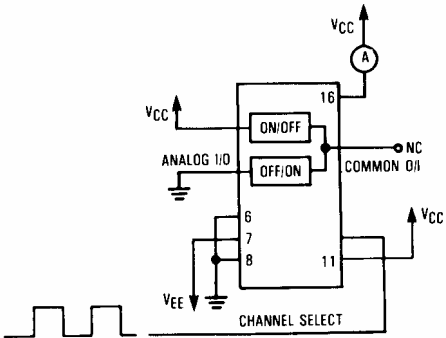 VCC
A
16
VCC
ON/OFF
NC
ANALOG I/O
OFF/ON
COMMON O/I
6
VCC
7
8
11
VEE
CHANNEL SELECT